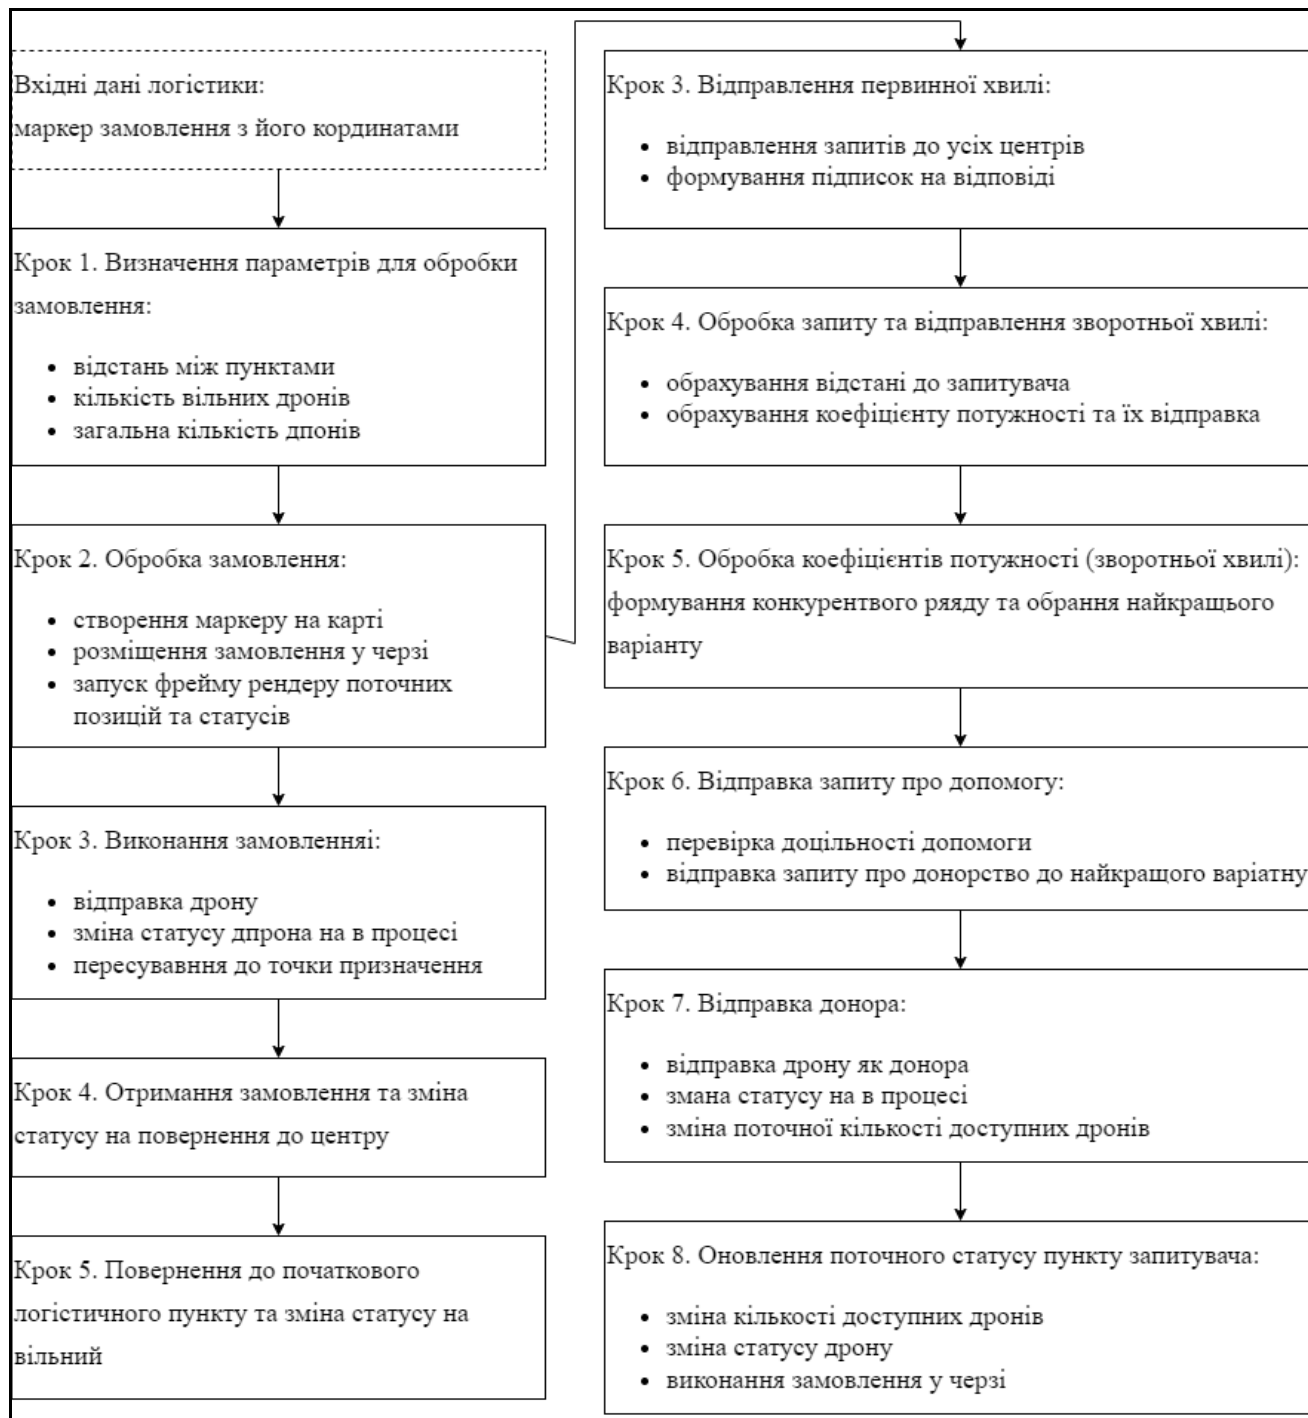 Вхідні дані логістики:
маркер замовлення з його кординатами
Крок 1. Визначення параметрів для обробки
замовлення:
• відстань між пунктами
• кількість вільних дронів
• загальна кількість дпонів
Крок 2. Обробка замовлення:
• створення маркеру на карті
• розміщення замовлення у черзі
• запуск фрейму рендеру поточних
позицій та статусів
Крок 3. Виконання замовленняі:
• відправка дрону
• зміна статусу дпрона на в процесі
• пересуваввня до точки призначення
Крок 4. Отримання замовлення та зміна
статусу на повернення до центру
Крок 5. Повернення до початкового
логістичного пункту та зміна статусу на
вільний
Крок 3. Відправлення первинної хвилі:
• відправлення запитів до усіх центрів
• формування підписок на відповіді
Крок 4. Обробка запиту та відправлення зворотньої хвилі:
• обрахування відстані до запитувача
• обрахування коефіцієнту потужності та їх відправка
Крок 5. Обробка коефіцієнтів потужності (зворотньої хвилі):
формування конкурентвого ряяду та обрання найкращього
варіанту
Крок 6. Відправка запиту про допомогу:
• перевірка доцільності допомоги
• відправка запиту про донорство до найкращого варіатну
Крок 7. Відправка донора:
• відправка дрону як донора
• змана статусу на в процесі
• зміна поточної кількості доступних дронів
Крок 8. Оновлення поточного статусу пункту запитувача:
• зміна кількості доступних дронів
• зміна статусу дрону
• виконання замовлення у черзі